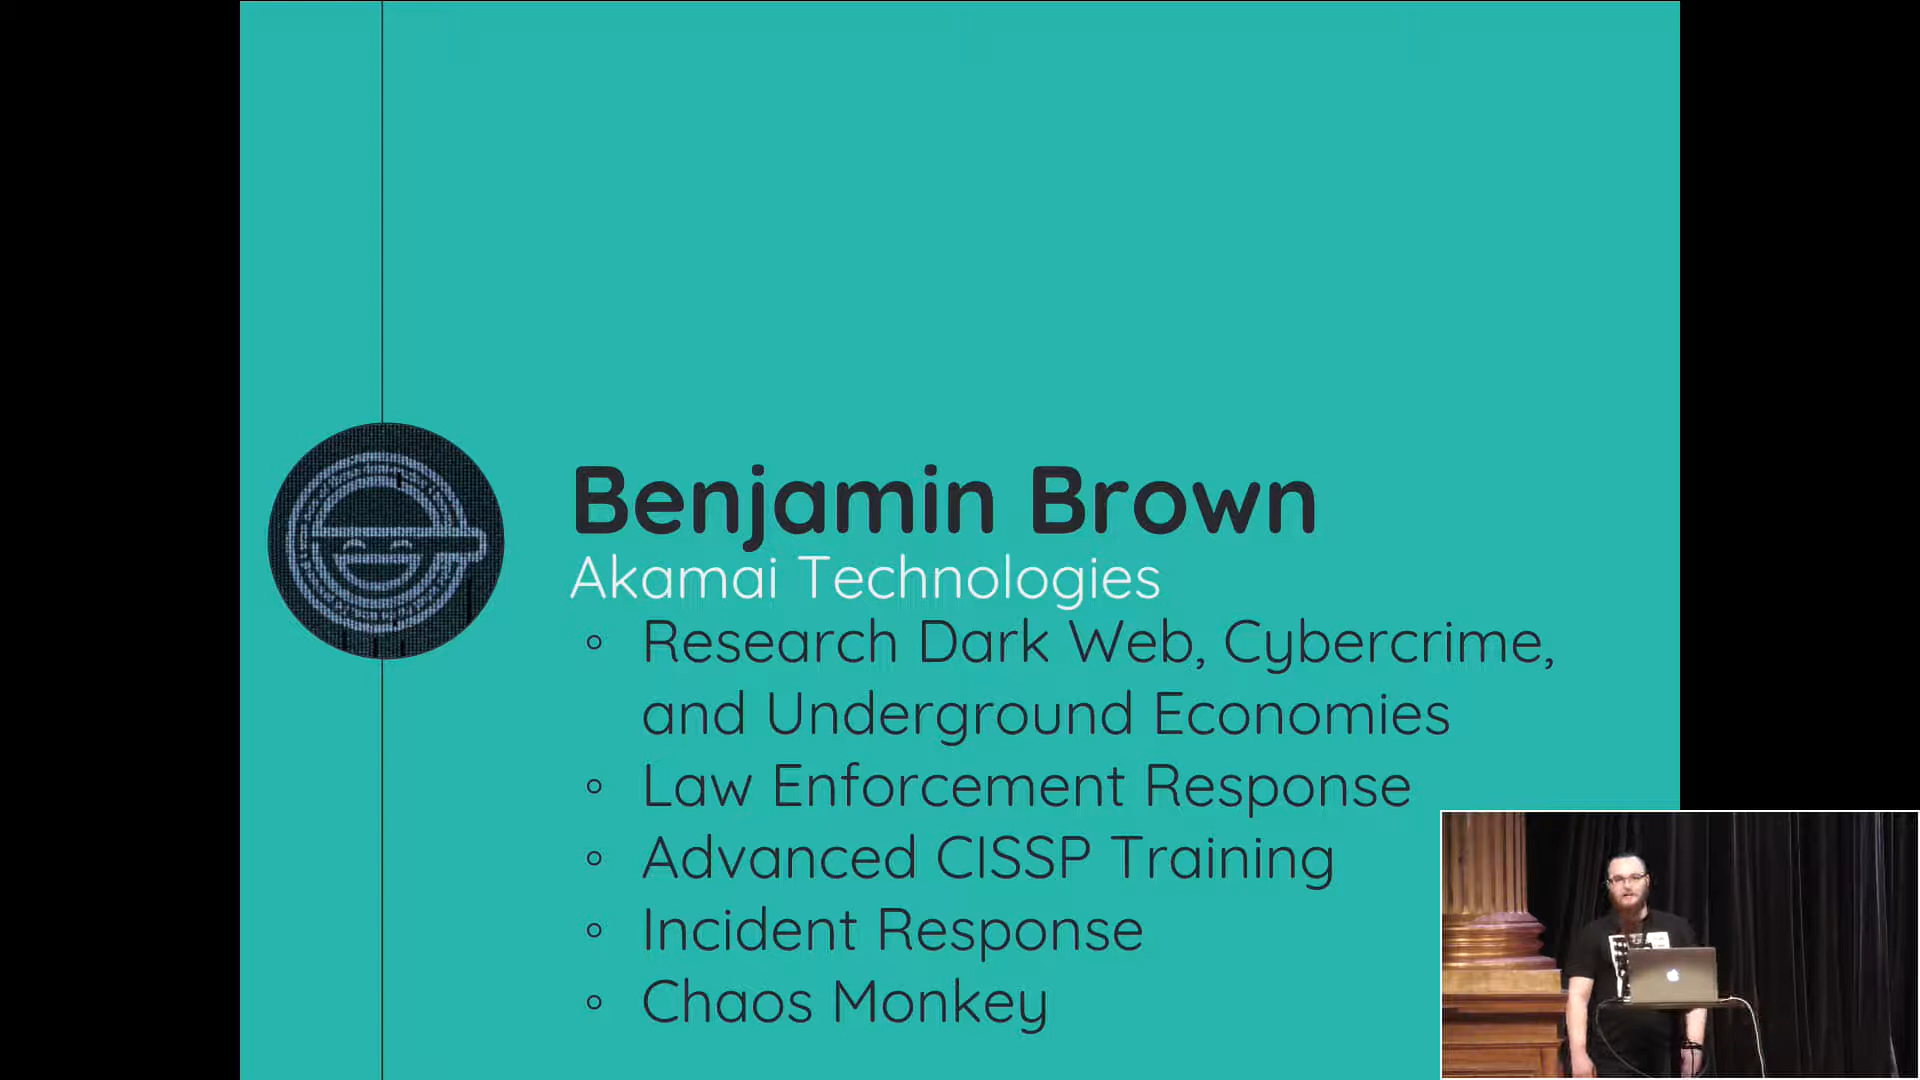 Benjamin Brown
Akamai Technologies
Research Dark Web, Cybercrime,
and Underground Economies
Law Enforcement Response
Advanced CISSP Training
Incident Response
Chaos Monkey